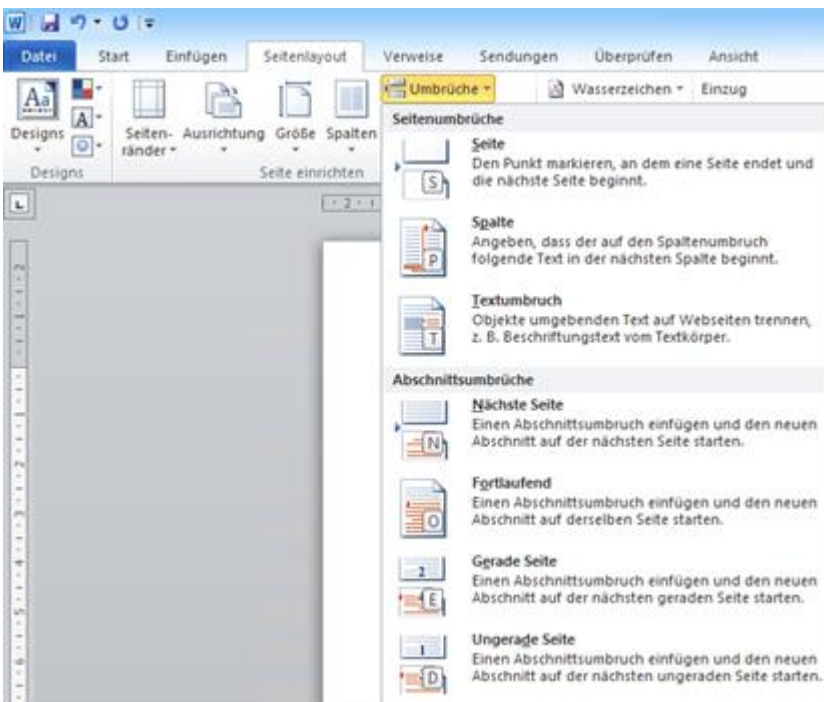 Datei Start Einfügen Seitenlayout Verweise Sendungen Überprüfen Ansicht
Aa
A
Designs
Seiten-
ränder
Ausrichtung Größe Spalten
Umbrüche
Wasserzeichen
Einzug
Designs
Seite einrichten
Seitenumbrüche
Seite
Den Punkt markieren, an dem eine Seite endet und
die nächste Seite beginnt.
S
Spalte
Angeben, dass der auf den Spaltenumbruch
folgende Text in der nächsten Spalte beginnt.
P
Textumbruch
Objekte umgebenden Text auf Webseiten trennen,
z. B. Beschriftungstext vom Textkörper.
T
Abschnittsumbrüche
Nächste Seite
Einen Abschnittsumbruch einfügen und den neuen
Abschnitt auf der nächsten Seite starten.
N
Fortlaufend
Einen Abschnittsumbruch einfügen und den neuen
Abschnitt auf derselben Seite starten.
O
Gerade Seite
Einen Abschnittsumbruch einfügen und den neuen
Abschnitt auf der nächsten geraden Seite starten.
2
E
Ungerade Seite
Einen Abschnittsumbruch einfügen und den neuen
Abschnitt auf der nächsten ungeraden Seite starten.
1
D